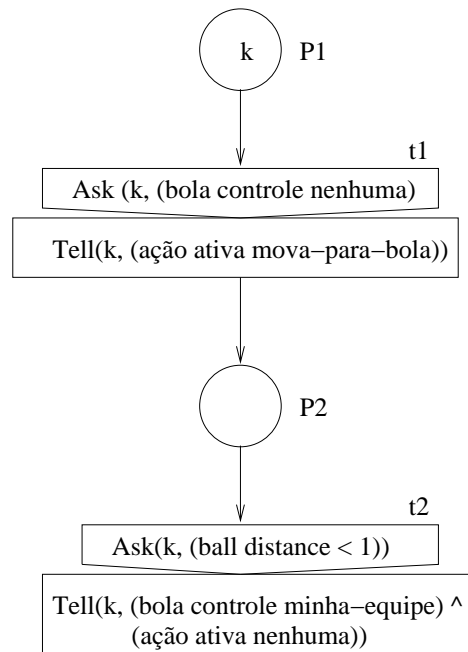 k P1
t1
Ask (k, (bola controle nenhuma)
Tell(k, (ação ativa mova−para−bola))
P2
t2
Ask(k, (ball distance < 1))
Tell(k, (bola controle minha−equipe) ^
(ação ativa nenhuma))